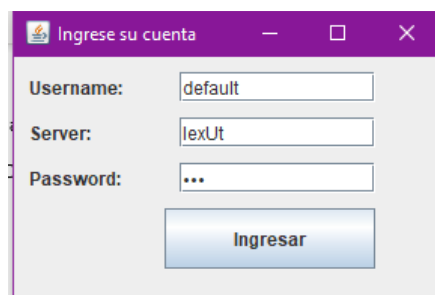 Ingrese su cuenta
Username: default
Server: lexUt
Password: •••
Ingresar